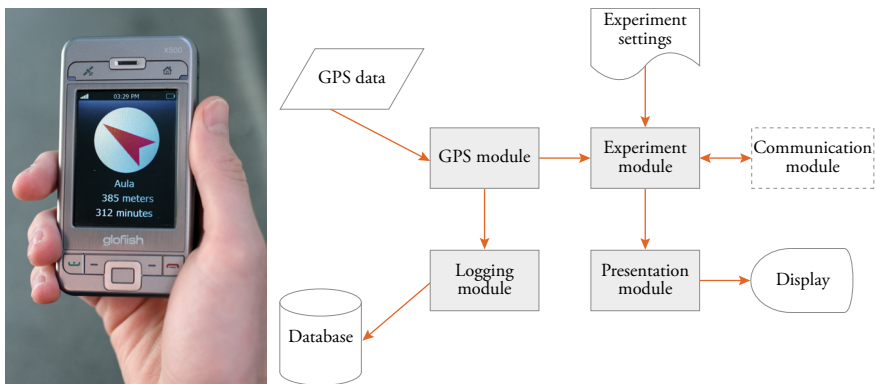 x500
03:29 PM
Aula
385 meters
312 minutes
glofiish
Experiment
settings
GPS data
GPS module
Experiment
module
Communication
module
Logging
module
Presentation
module
Display
Database